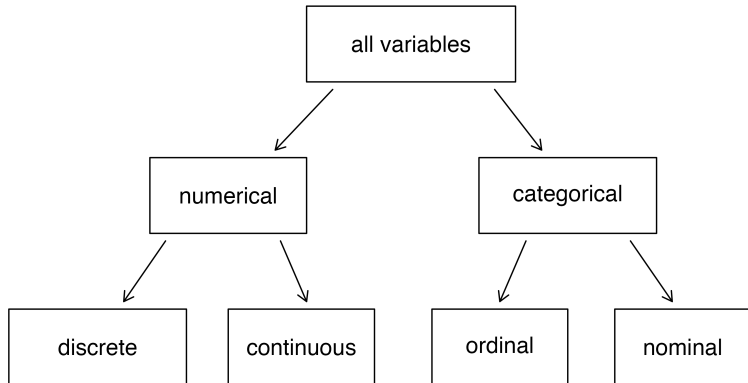 all variables
numerical
categorical
discrete
continuous
ordinal
nominal